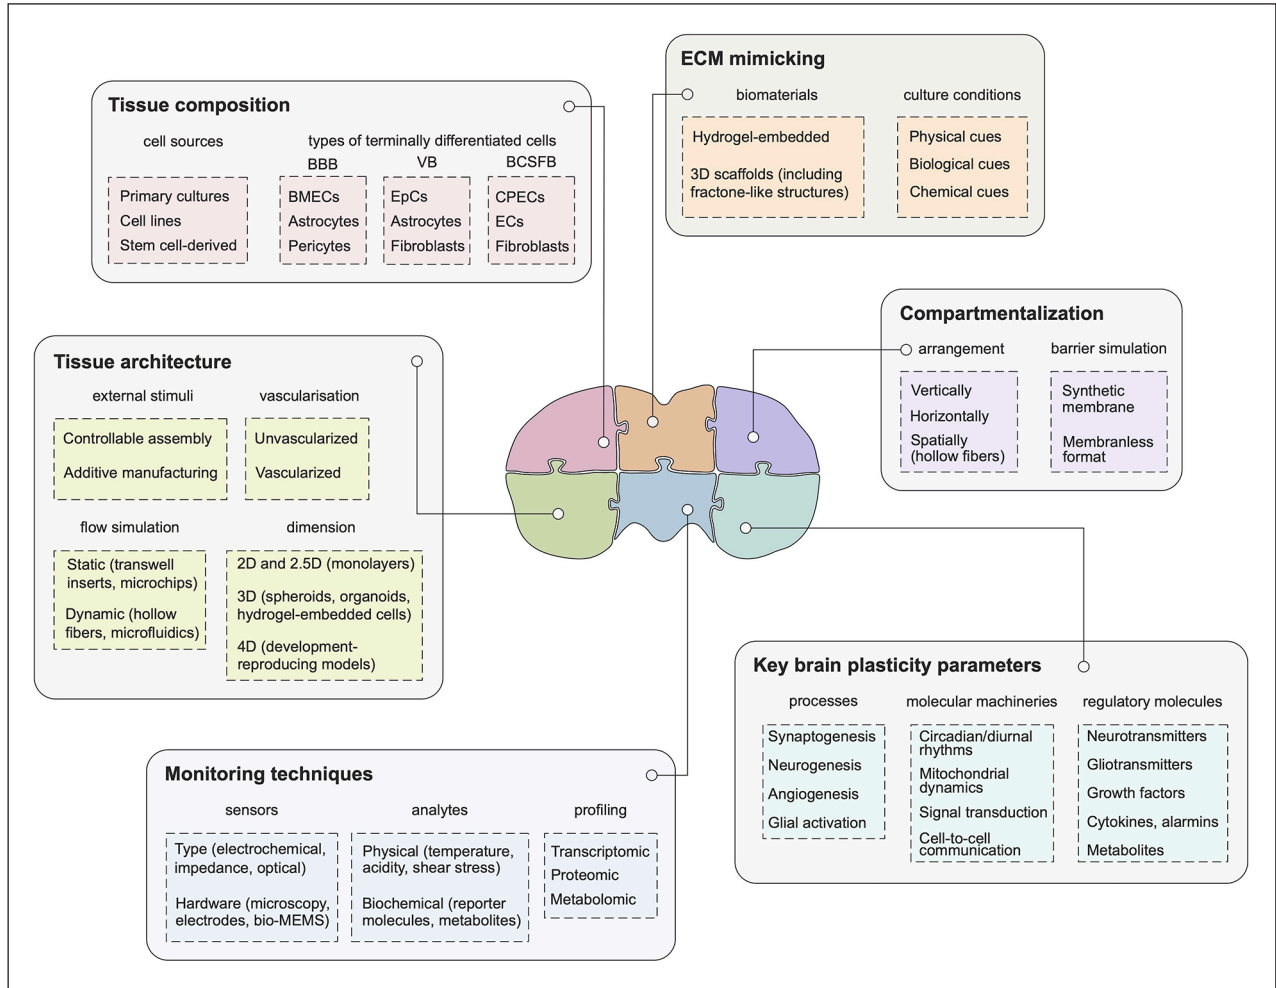 ECM mimicking
biomaterials
culture conditions
Hydrogel-embedded
3D scaffolds (including
fractone-like structures)
Physical cues
Biological cues
Chemical cues
Tissue composition
cell sources
types of terminally differentiated cells
BBB
VB
BCSFB
Primary cultures
Cell lines
Stem cell-derived
BMECs
Astrocytes
Pericytes
EpCs
Astrocytes
Fibroblasts
CPECs
ECs
Fibroblasts
Compartmentalization
arrangement
barrier simulation
Vertically
Horizontally
Spatially
(hollow fibers)
Synthetic
membrane
Membranless
format
Tissue architecture
external stimuli
vascularisation
Controllable assembly
Additive manufacturing
Unvascularized
Vascularized
flow simulation
dimension
Static (transwell
inserts, microchips)
Dynamic (hollow
fibers, microfluidics)
2D and 2.5D (monolayers)
3D (spheroids, organoids,
hydrogel-embedded cells)
4D (development-
reproducing models)
Key brain plasticity parameters
processes
molecular machineries
regulatory molecules
Synaptogenesis
Neurogenesis
Angiogenesis
Glial activation
Circadian/diurnal
rhythms
Mitochondrial
dynamics
Signal transduction
Cell-to-cell
communication
Neurotransmitters
Gliotransmitters
Growth factors
Cytokines, alarmins
Metabolites
Monitoring techniques
sensors
analytes
profiling
Type (electrochemical,
impedance, optical)
Hardware (microscopy,
electrodes, bio-MEMS)
Physical (temperature,
acidity, shear stress)
Biochemical (reporter
molecules, metabolites)
Transcriptomic
Proteomic
Metabolomic